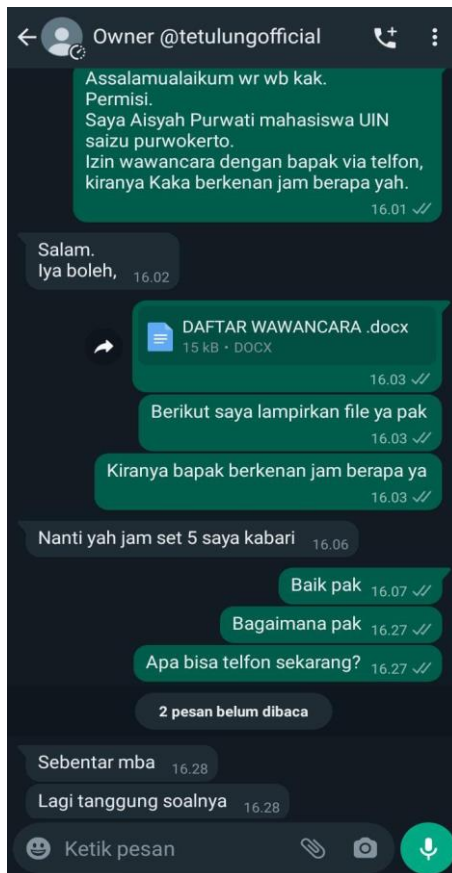 Owner @tetulungofficial
Assalamualaikum wr wb kak.
Permisi.
Saya Aisyah Purwati mahasiswa UIN
saizu purwokerto.
Izin wawancara dengan bapak via telfon,
kiranya Kaka berkenan jam berapa yah.
16.01
Salam.
Iya boleh, 16.02
DAFTAR WAWANCARA .docx
15 kB • DOCX
16.03
Berikut saya lampirkan file ya pak
16.03
Kiranya bapak berkenan jam berapa ya
16.03
Nanti yah jam set 5 saya kabari 16.06
Baik pak 16.07
Bagaimana pak 16.27
Apa bisa telfon sekarang? 16.27
2 pesan belum dibaca
Sebentar mba 16.28
Lagi tanggung soalnya 16.28
Ketik pesan